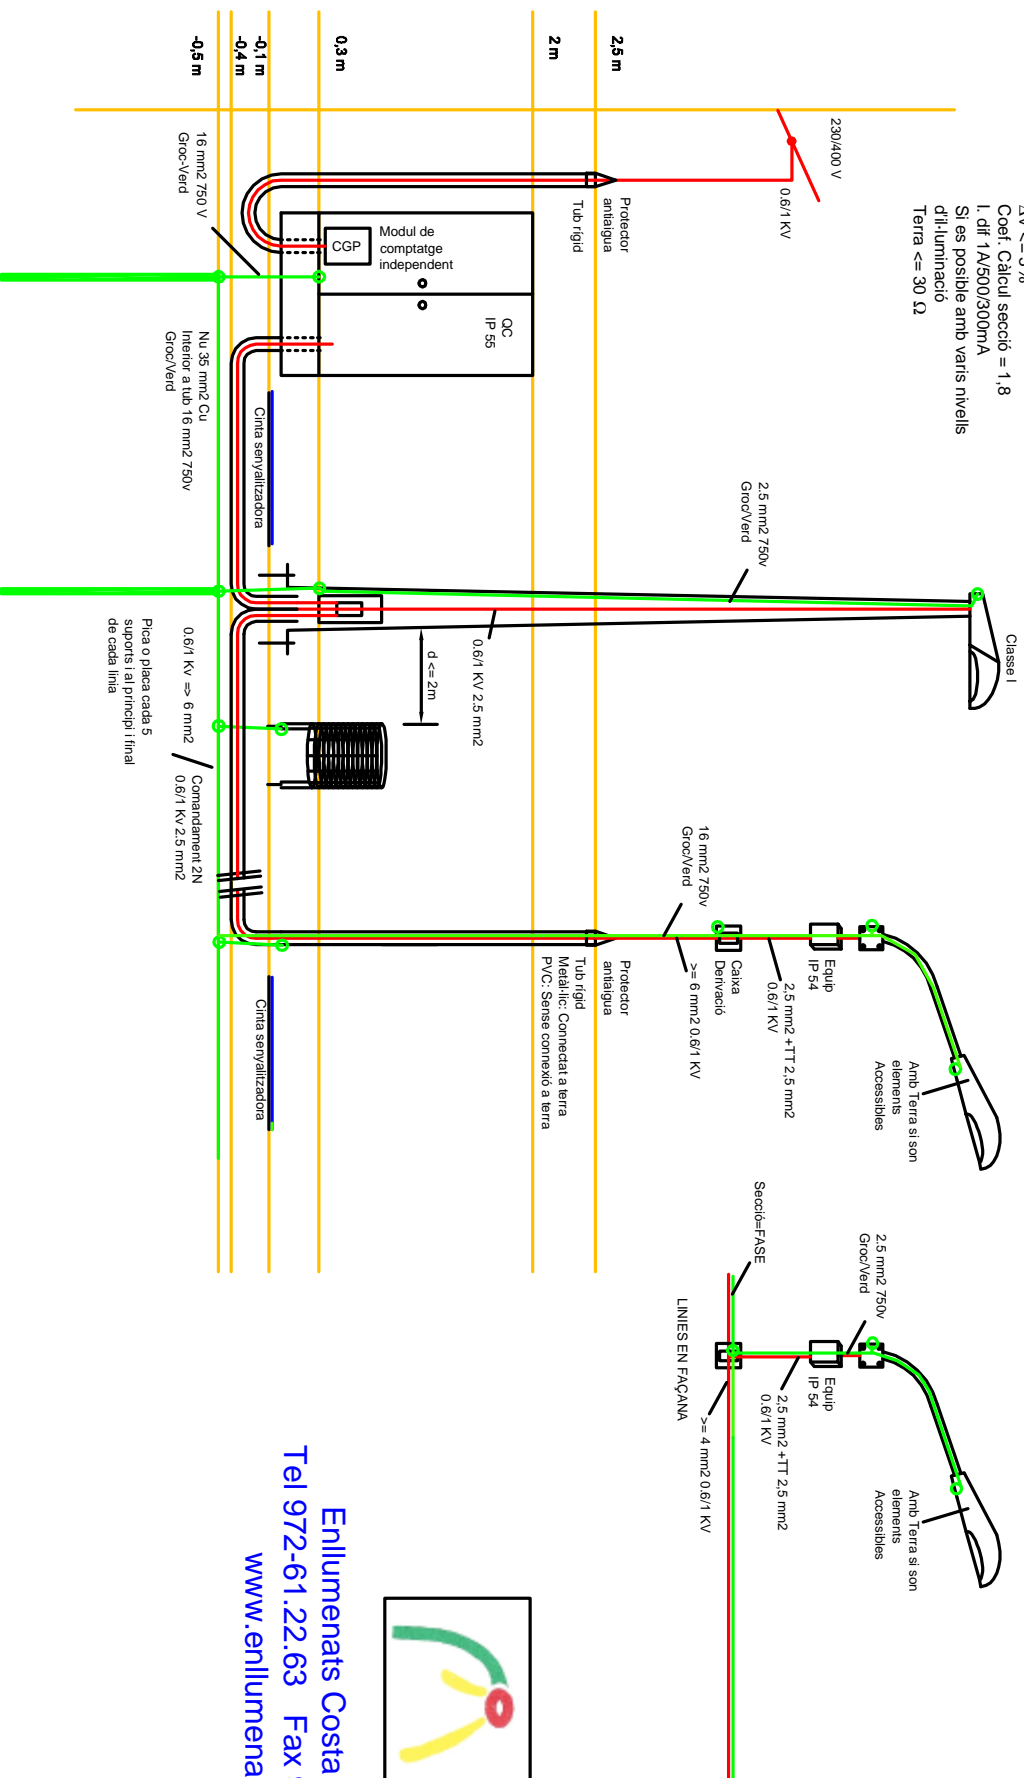 Coef. Càlcul secció = 1,8
I. dif 1A/500/300mA
Si es posible amb varis nivells
d'il·luminació
Terra <= 30 Ω
230/400 V
0.6/1 KV
2,5 m
2 m
0,3 m
-0,1 m
-0,4 m
-0,5 m
Protector
antiaigua
Tub rígid
CGP
Modul de
comptatge
independent
QC
IP 55
16 mm2 750 V
Groc-Verd
Nu 35 mm2 Cu
Interior a tub 16 mm2 750v
Groc/Verd
Cinta senyalitzadora
2.5 mm2 750v
Groc/Verd
Classe I
0.6/1 KV 2.5 mm2
d <= 2m
Pica o placa cada 5
suports i al principi i final
de cada linia
0.6/1 Kv => 6 mm2
Comandament 2N
0.6/1 Kv 2.5 mm2
16 mm2 750v
Groc/Verd
>= 6 mm2 0.6/1 KV
Caixa
Derivació
2,5 mm2 +TT 2,5 mm2
0.6/1 KV
Equip
IP 54
Amb Terra si son
elements
Accessibles
Protector
antiaigua
Tub rígid
Metàl·lic: Connectat a terra
PVC: Sense connexió a terra
Cinta senyalitzadora
Secció=FASE
LINIES EN FAÇANA
>= 4 mm2 0.6/1 KV
2.5 mm2 750v
Groc/Verd
2,5 mm2 +TT 2,5 mm2
0.6/1 KV
Equip
IP 54
Amb Terra si son
elements
Accessibles
Enllumenats Costa
Tel 972-61.22.63 Fax
www.enllumena